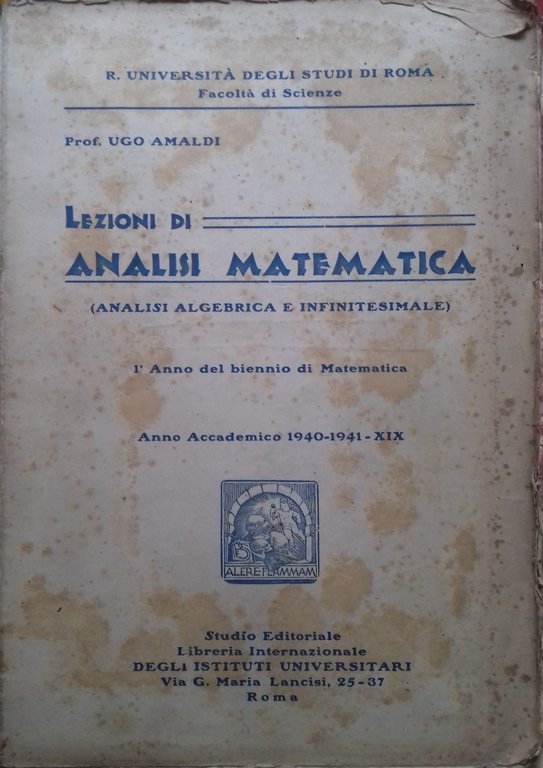 R. UNIVERSITÀ DEGLI STUDI DI ROMA
Facoltà di Scienze
Prof. UGO AMALDI
LEZIONI DI
ANALISI MATEMATICA
(ANALISI ALGEBRICA E INFINITESIMALE)
1° Anno del biennio di Matematica
Anno Accademico 1940-1941 - XIX
ALERE FLAMMAM
Studio Editoriale
Libreria Internazionale
DEGLI ISTITUTI UNIVERSITARI
Via G. Maria Lancisi, 25-37
Roma